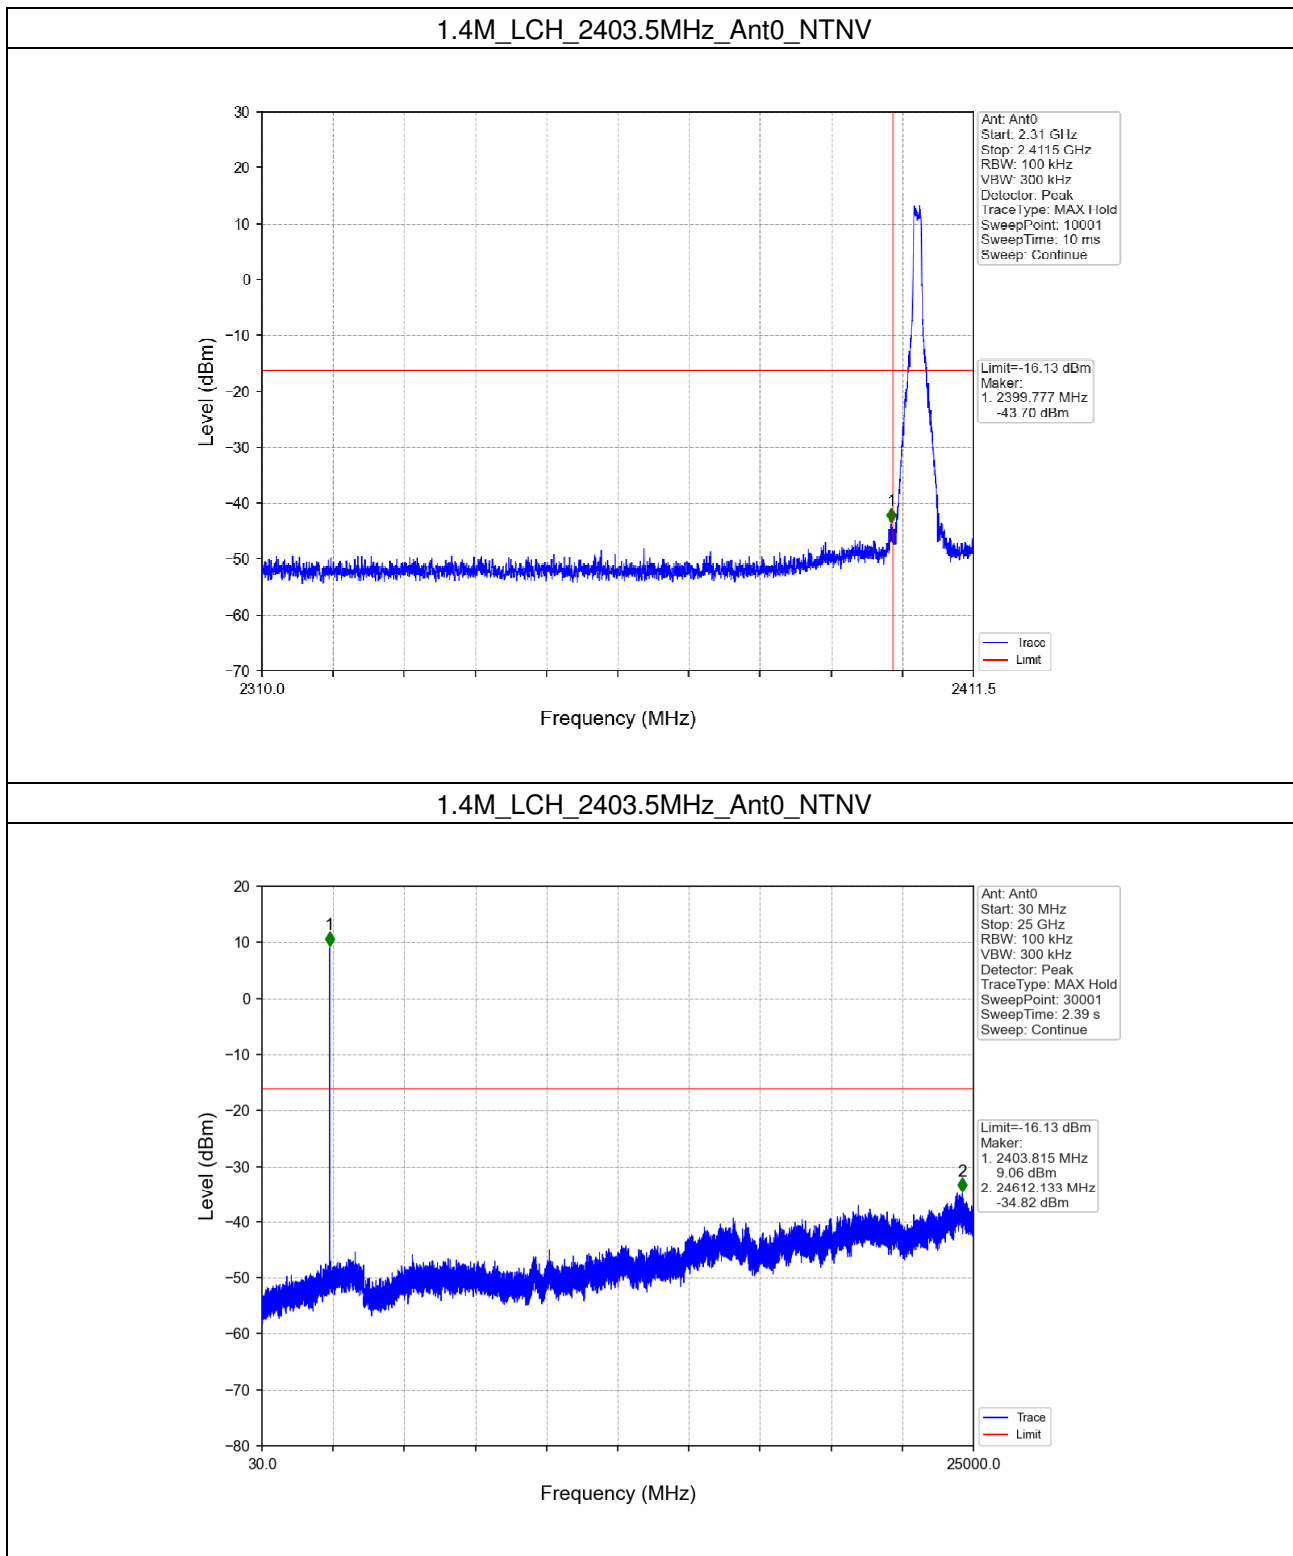 1.4M_LCH_2403.5MHz_Ant0_NTNV
30
20
10
0
−10
−20
−30
−40
−50
−60
−70
Level (dBm)
1
2310.0
2411.5
Frequency (MHz)
Ant: Ant0
Start: 2.31 GHz
Stop: 2.4115 GHz
RBW: 100 kHz
VBW: 300 kHz
Detector: Peak
TraceType: MAX Hold
SweepPoint: 10001
SweepTime: 10 ms
Sweep: Continue
Limit=-16.13 dBm
Maker:
1. 2399.777 MHz
-43.70 dBm
Trace
Limit
1.4M_LCH_2403.5MHz_Ant0_NTNV
20
10
0
−10
−20
−30
−40
−50
−60
−70
−80
Level (dBm)
1
2
30.0
25000.0
Frequency (MHz)
Ant: Ant0
Start: 30 MHz
Stop: 25 GHz
RBW: 100 kHz
VBW: 300 kHz
Detector: Peak
TraceType: MAX Hold
SweepPoint: 30001
SweepTime: 2.39 s
Sweep: Continue
Limit=-16.13 dBm
Maker:
1. 2403.815 MHz
9.06 dBm
2. 24612.133 MHz
-34.82 dBm
Trace
Limit